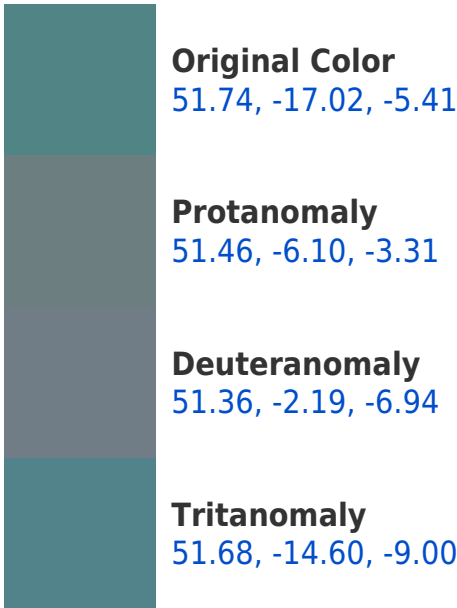 Original Color
51.74, -17.02, -5.41
Protanomaly
51.46, -6.10, -3.31
Deuteranomaly
51.36, -2.19, -6.94
Tritanomaly
51.68, -14.60, -9.00